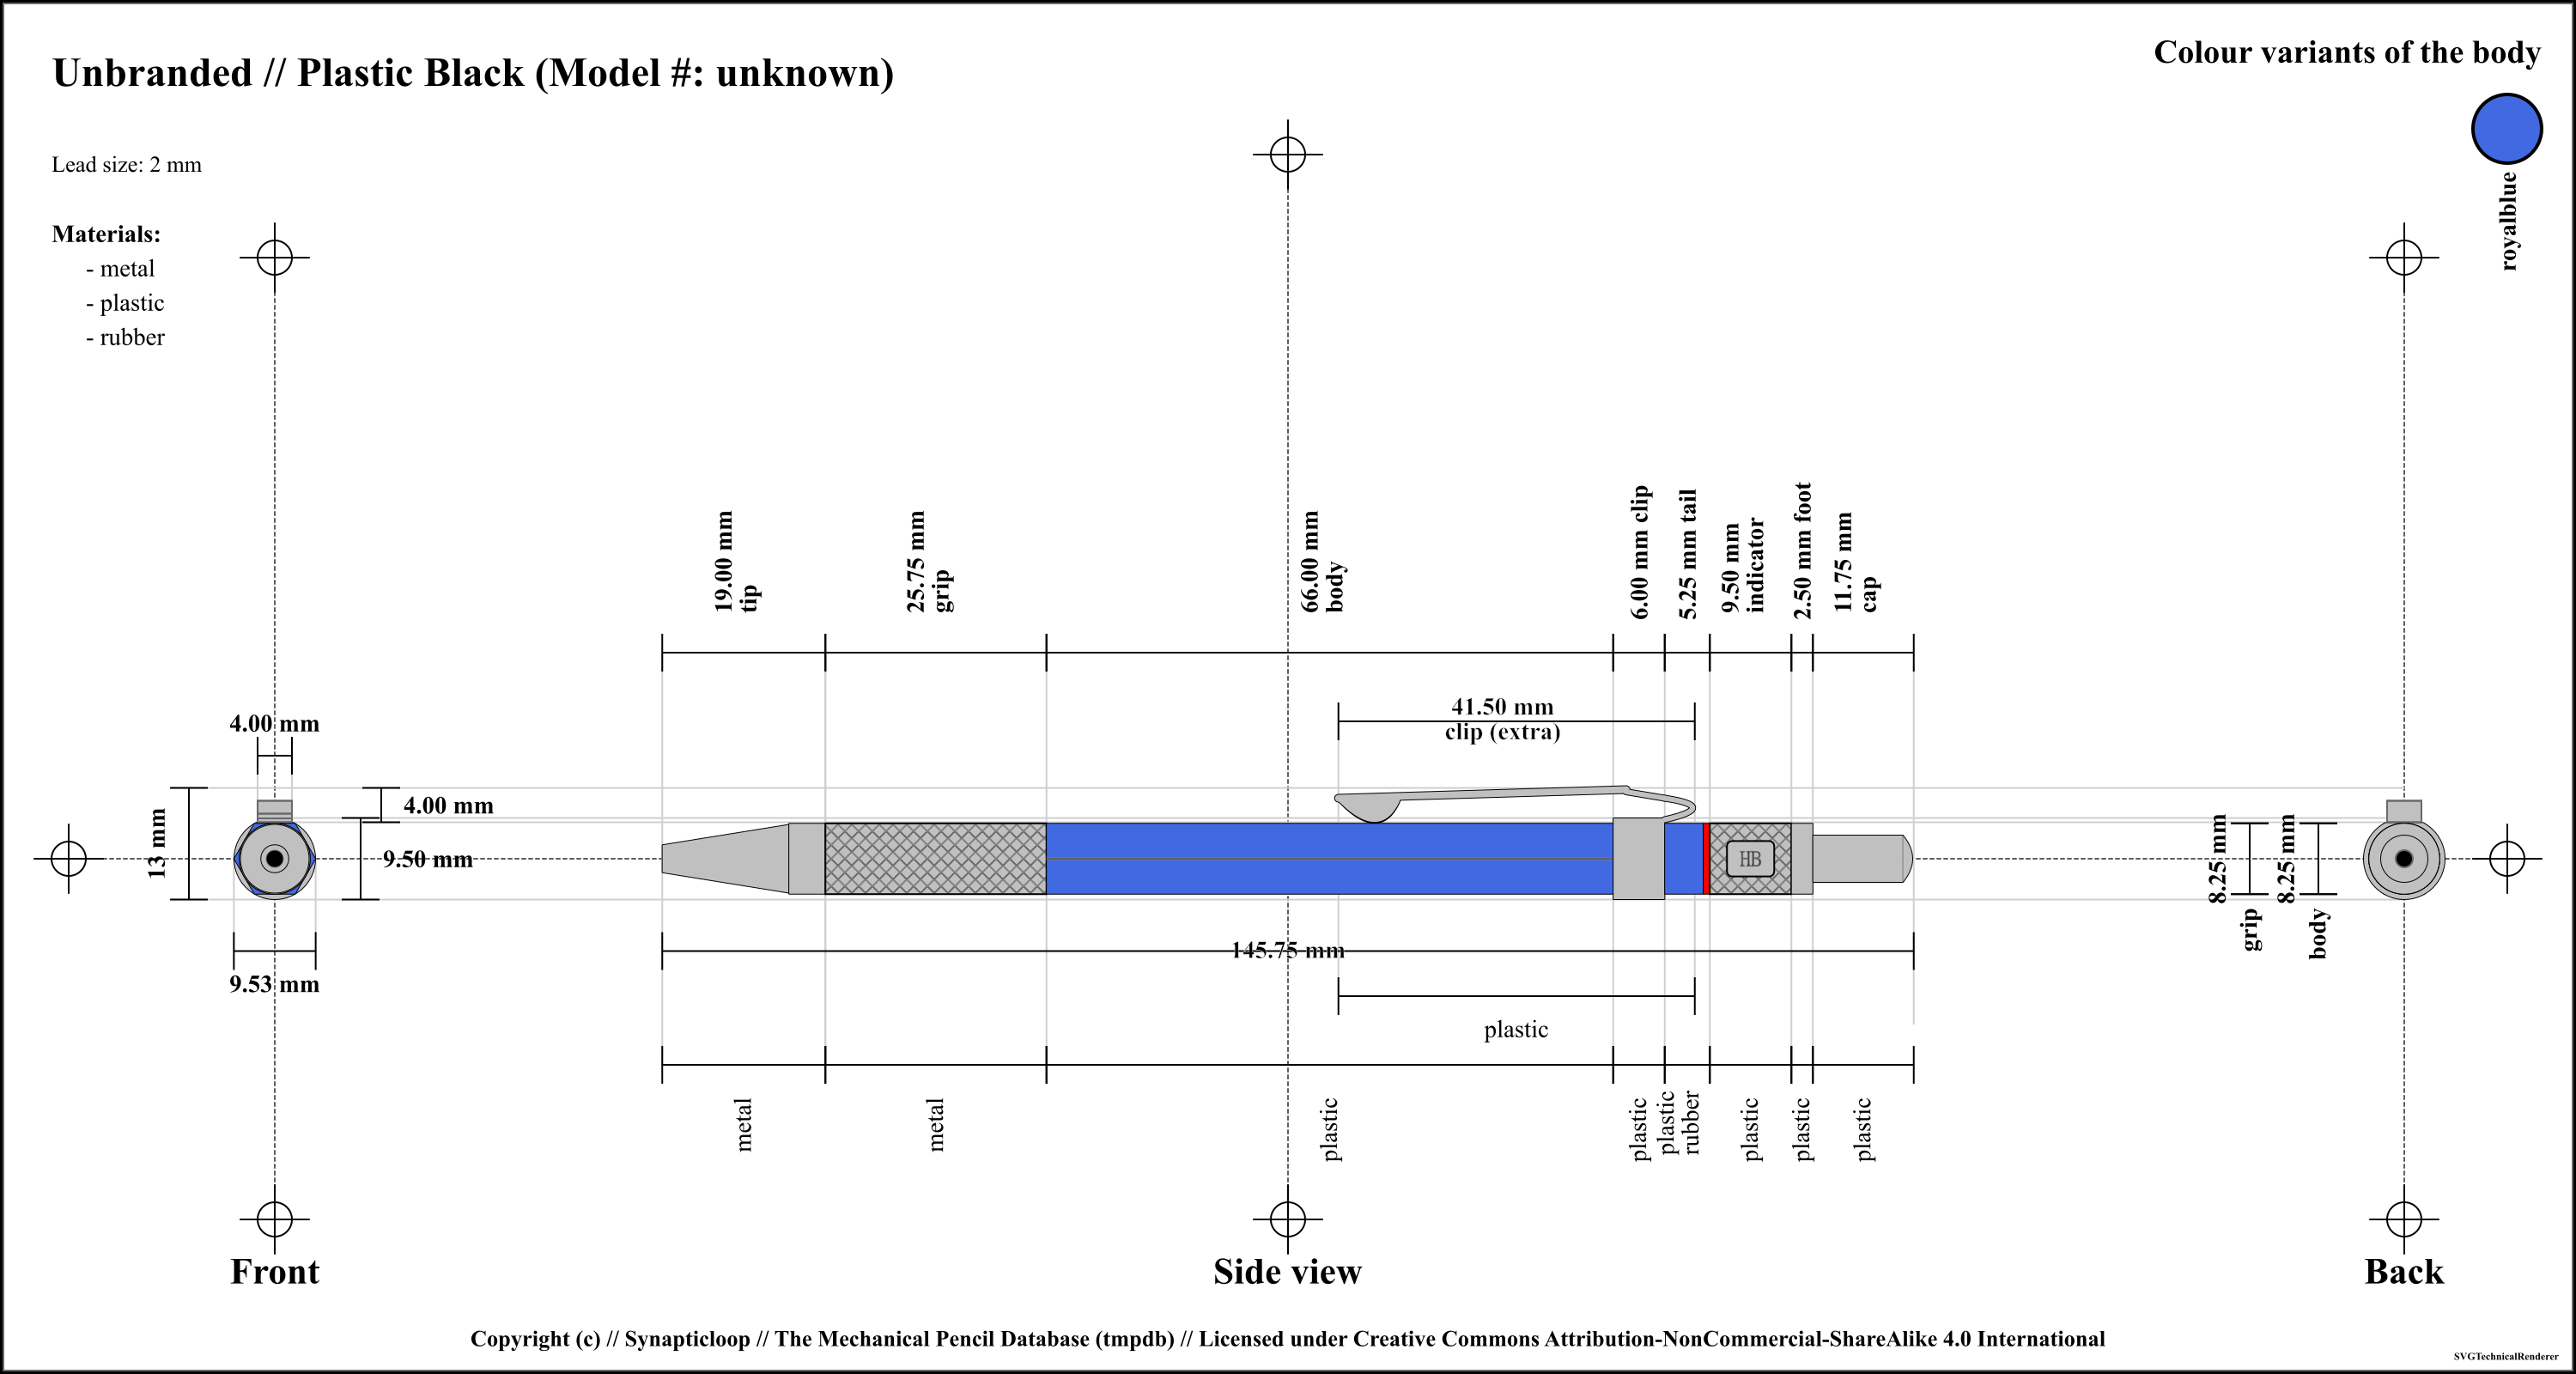 Unbranded // Plastic Black (Model #: unknown)
Colour variants of the body
royalblue
Lead size: 2 mm
Materials:
- metal
- plastic
- rubber
19.00 mm
tip
25.75 mm
grip
66.00 mm
body
6.00 mm clip
5.25 mm tail
9.50 mm
indicator
2.50 mm foot
11.75 mm
cap
41.50 mm
clip (extra)
4.00 mm
4.00 mm
13 mm
9.50 mm
9.53 mm
HB
8.25 mm
grip
8.25 mm
body
145.75 mm
plastic
metal
metal
plastic
plastic
plastic
rubber
plastic
plastic
plastic
Front
Side view
Back
Copyright (c) // Synapticloop // The Mechanical Pencil Database (tmpdb) // Licensed under Creative Commons Attribution-NonCommercial-ShareAlike 4.0 International
SVGTechnicalRenderer